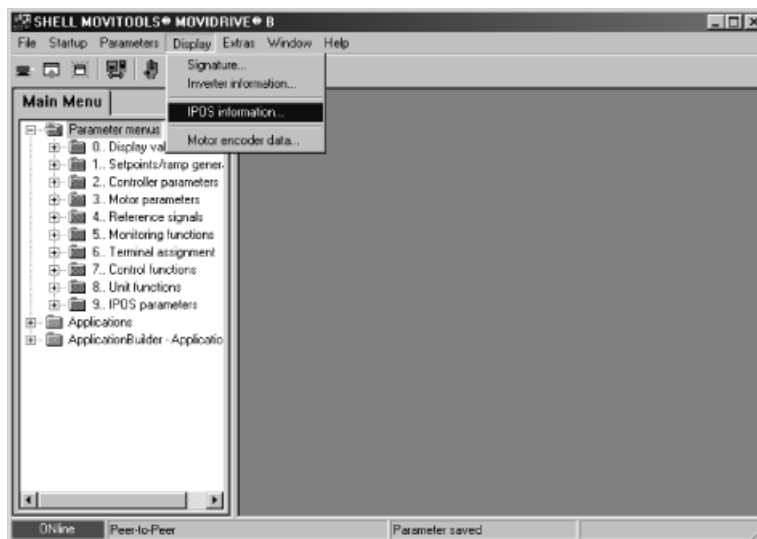 SHELL MOVITOOLS® MOVIDRIVE® B
File Startup Parameters Display Extras Window Help
Signature...
Inverter information...
IPOS information...
Motor encoder data...
Main Menu
Parameter menus
0.. Display val
1.. Setpoints/ramp gener
2.. Controller parameters
3.. Motor parameters
4.. Reference signals
5.. Monitoring functions
6.. Terminal assignment
7.. Control functions
8.. Unit functions
9.. IPOS parameters
Applications
ApplicationBuilder - Applicatio
ONline Peer-to-Peer Parameter saved